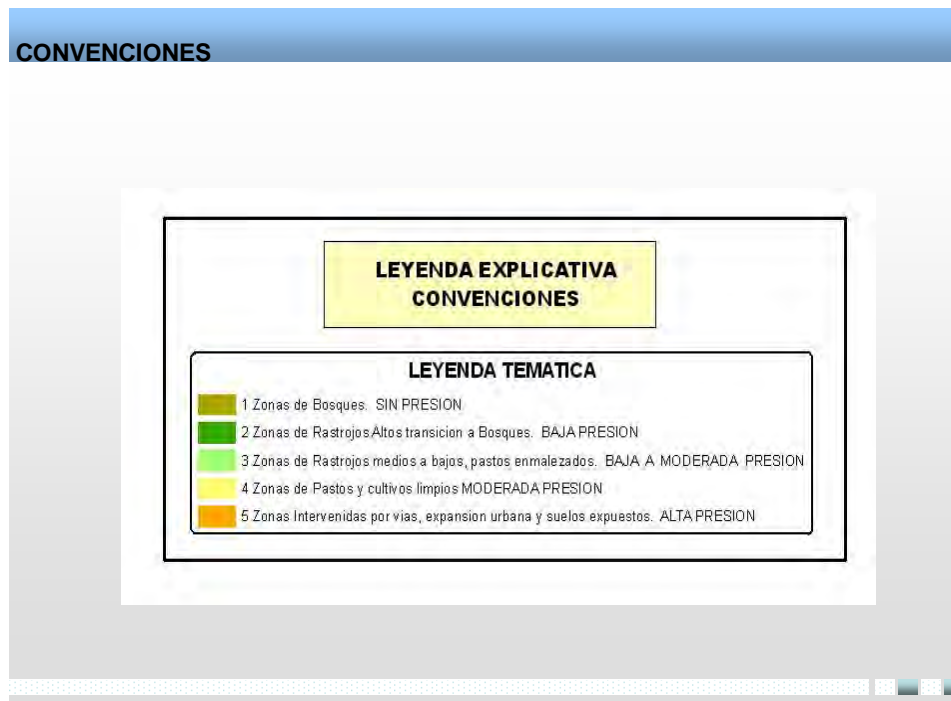 CONVENCIONES
LEYENDA EXPLICATIVA
CONVENCIONES
LEYENDA TEMATICA
1 Zonas de Bosques. SIN PRESION
2 Zonas de Rastrojos Altos transicion a Bosques. BAJA PRESION
3 Zonas de Rastrojos medios a bajos, pastos enmalezados. BAJA A MODERADA PRESION
4 Zonas de Pastos y cultivos limpios MODERADA PRESION
5 Zonas Intervenidas por vias, expansion urbana y suelos expuestos. ALTA PRESION